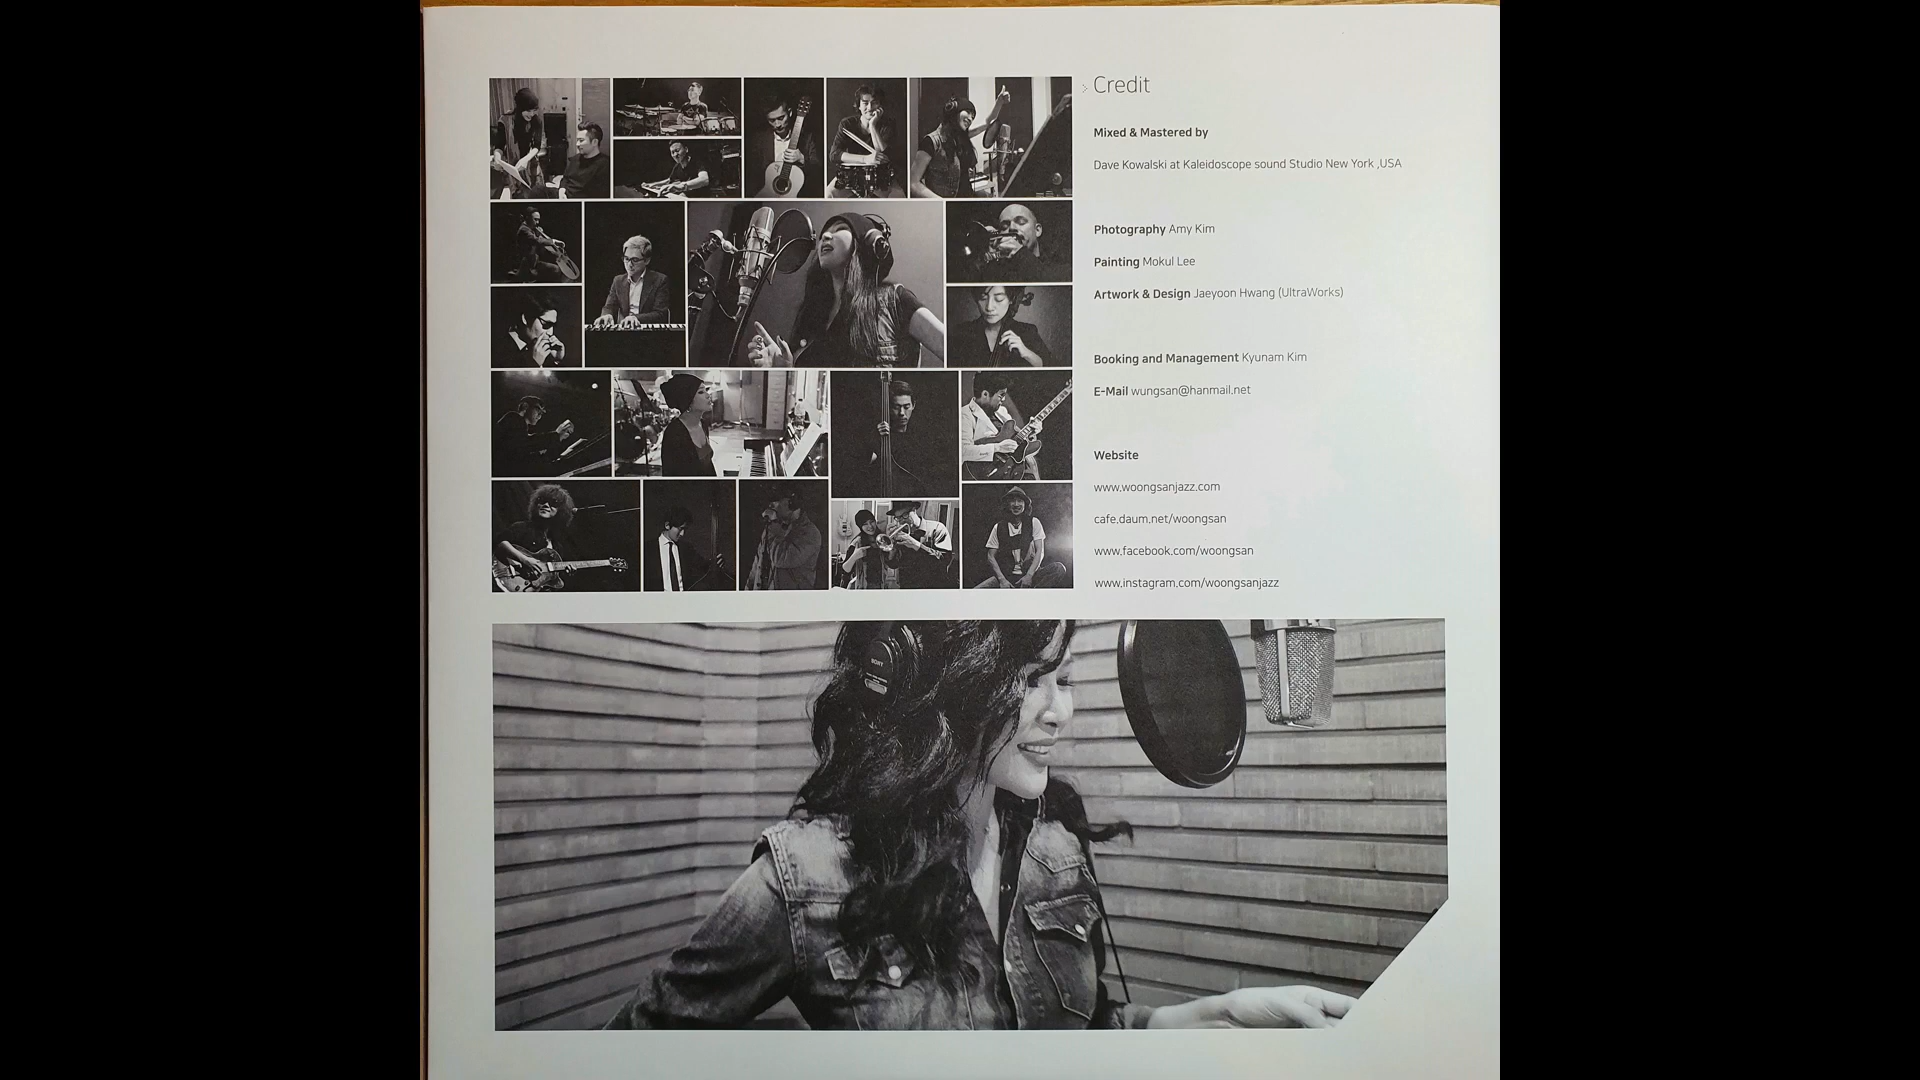 Credit
Mixed & Mastered by
Dave Kowalski at Kaleidoscope sound Studio New York ,USA
Photography Amy Kim
Painting Mokul Lee
Artwork & Design Jaeyoon Hwang (UltraWorks)
Booking and Management Kyunam Kim
E-Mail wungsan@hanmail.net
Website
www.woongsanjazz.com
cafe.daum.net/woongsan
www.facebook.com/woongsan
www.instagram.com/woongsanjazz
SONY